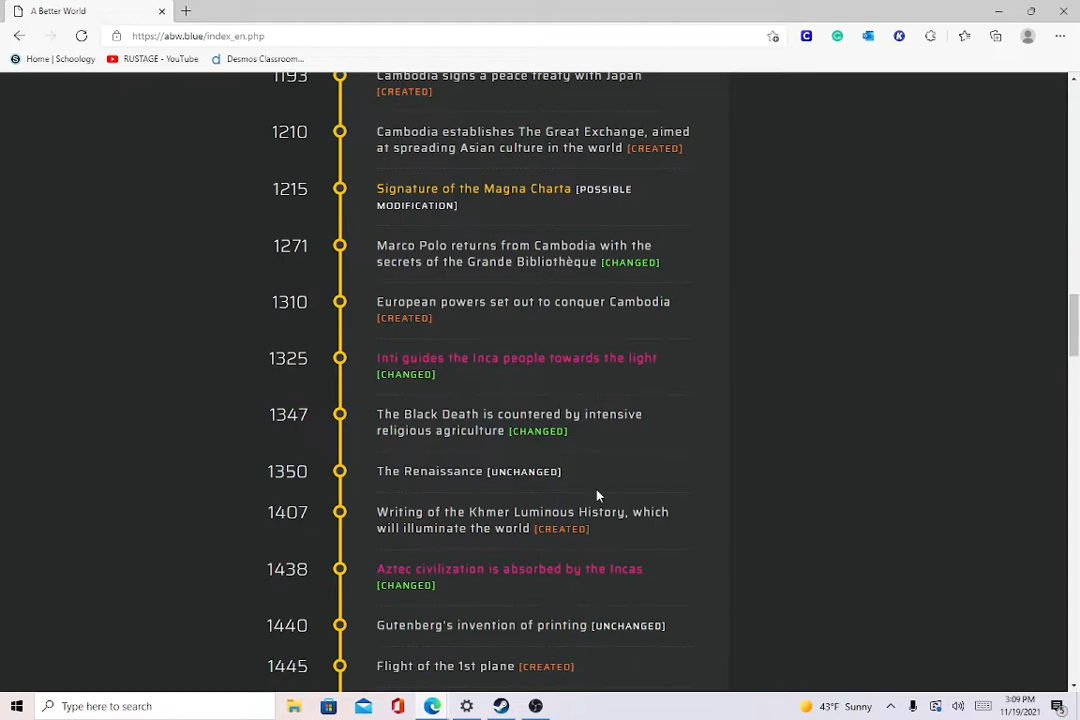 A Better World
https://abw.blue/index_en.php
Home | Schoology
RUSTAGE - YouTube
Desmos Classroom...
1193
Cambodia signs a peace treaty with Japan
[CREATED]
1210
Cambodia establishes The Great Exchange, aimed
at spreading Asian culture in the world [CREATED]
1215
Signature of the Magna Charta [POSSIBLE
MODIFICATION]
1271
Marco Polo returns from Cambodia with the
secrets of the Grande Bibliothèque [CHANGED]
1310
European powers set out to conquer Cambodia
[CREATED]
1325
Inti guides the Inca people towards the light
[CHANGED]
1347
The Black Death is countered by intensive
religious agriculture [CHANGED]
1350
The Renaissance [UNCHANGED]
1407
Writing of the Khmer Luminous History, which
will illuminate the world [CREATED]
1438
Aztec civilization is absorbed by the Incas
[CHANGED]
1440
Gutenberg's invention of printing [UNCHANGED]
1445
Flight of the 1st plane [CREATED]
Type here to search
43°F Sunny
3:09 PM
11/19/2021